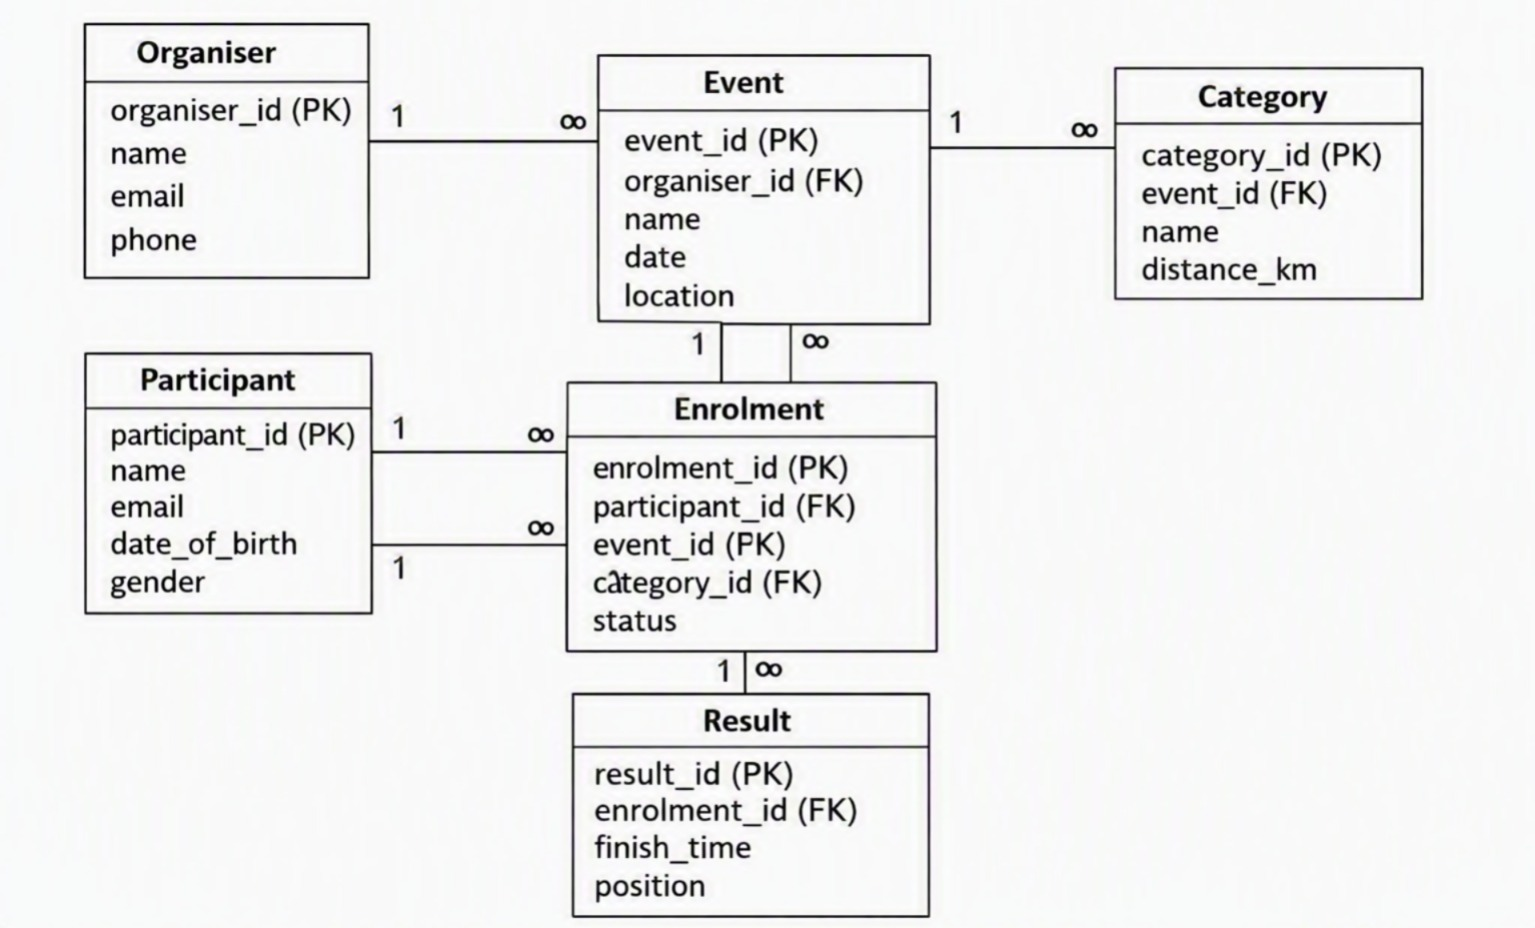 Organiser
organiser_id (PK)
name
email
phone
1
∞
Event
event_id (PK)
organiser_id (FK)
name
date
location
1
∞
Category
category_id (PK)
event_id (FK)
name
distance_km
1
∞
Participant
participant_id (PK)
name
email
date_of_birth
gender
1
∞
∞
1
Enrolment
enrolment_id (PK)
participant_id (FK)
event_id (PK)
câtegory_id (FK)
status
1
∞
Result
result_id (PK)
enrolment_id (FK)
finish_time
position